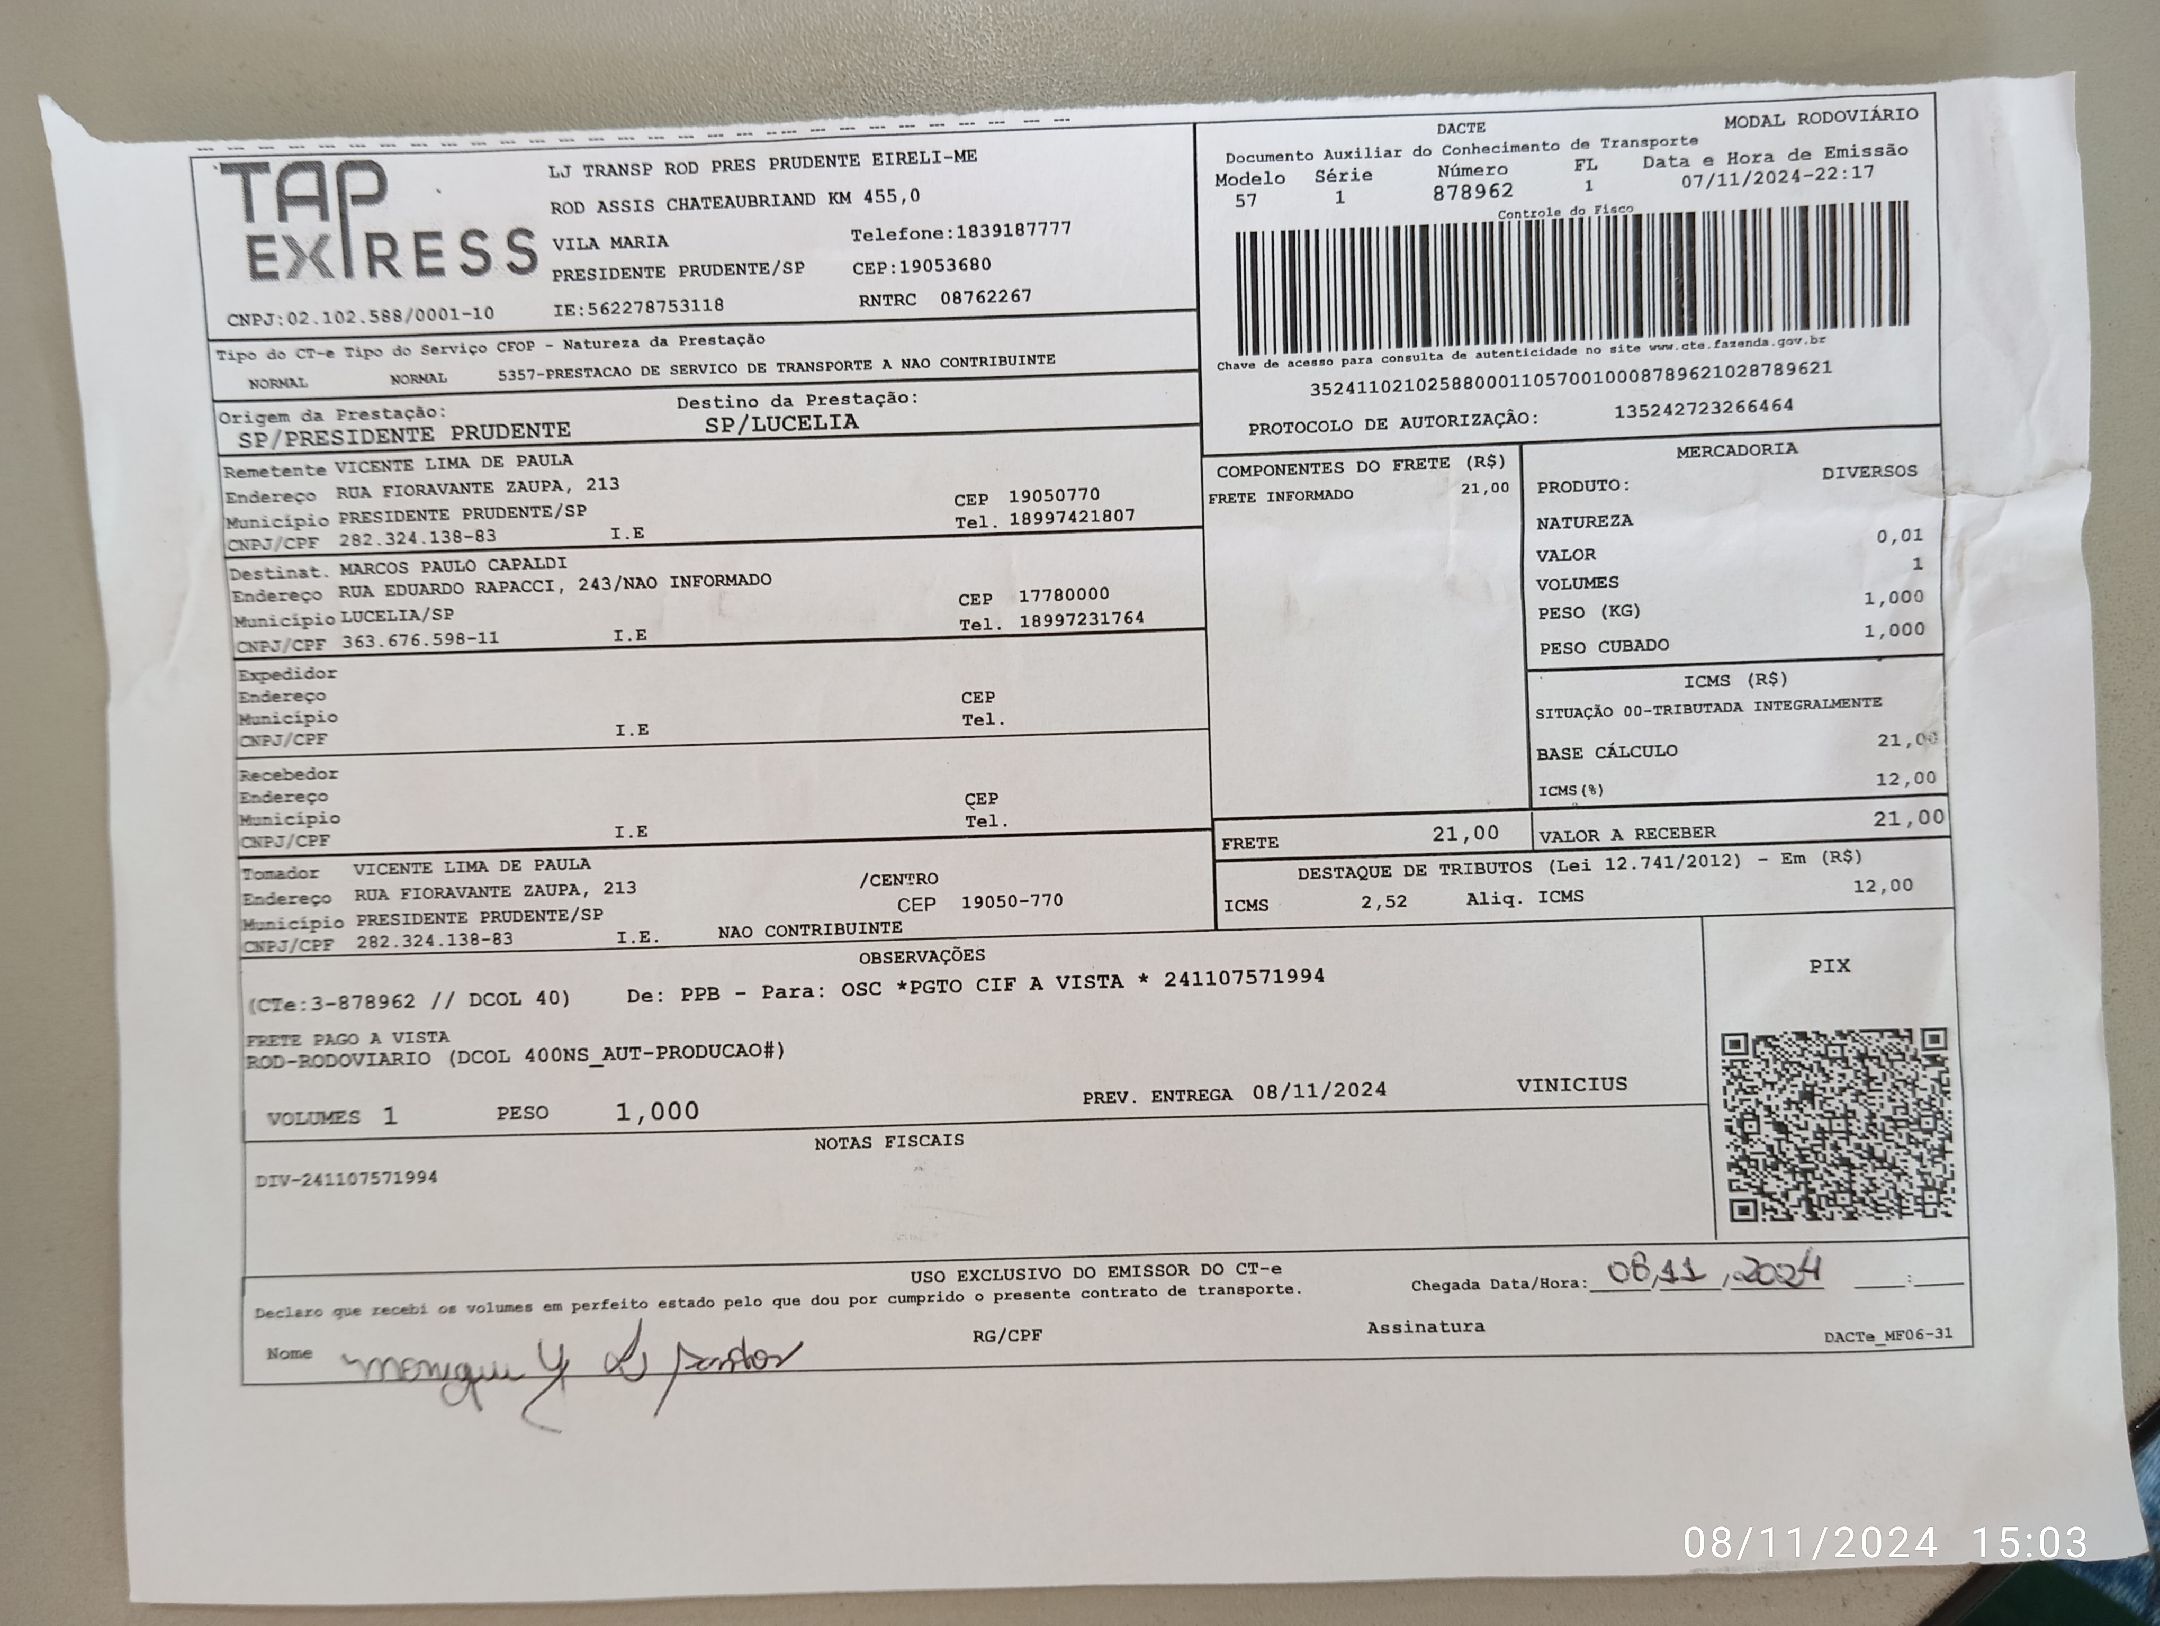 TAP EXPRESS
LJ TRANSP ROD PRES PRUDENTE EIRELI-ME
ROD ASSIS CHATEAUBRIAND KM 455,0
VILA MARIA Telefone:1839187777
PRESIDENTE PRUDENTE/SP CEP:19053680
CNPJ:02.102.588/0001-10 IE:562278753118 RNTRC 08762267
DACTE MODAL RODOVIÁRIO
Documento Auxiliar do Conhecimento de Transporte
Modelo Série Número FL Data e Hora de Emissão
57 1 878962 1 07/11/2024-22:17
Controle do Fisco
Chave de acesso para consulta de autenticidade no site www.cte.fazenda.gov.br
35241102102588000110570010008789621028789621
PROTOCOLO DE AUTORIZAÇÃO: 135242723266464
Tipo do CT-e Tipo do Serviço CFOP - Natureza da Prestação
NORMAL NORMAL 5357-PRESTACAO DE SERVICO DE TRANSPORTE A NAO CONTRIBUINTE
Origem da Prestação: Destino da Prestação:
SP/PRESIDENTE PRUDENTE SP/LUCELIA
Remetente VICENTE LIMA DE PAULA
Endereço RUA FIORAVANTE ZAUPA, 213 CEP 19050770
Município PRESIDENTE PRUDENTE/SP Tel. 18997421807
CNPJ/CPF 282.324.138-83 I.E
Destinat. MARCOS PAULO CAPALDI
Endereço RUA EDUARDO RAPACCI, 243/NAO INFORMADO CEP 17780000
Município LUCELIA/SP Tel. 18997231764
CNPJ/CPF 363.676.598-11 I.E
Expedidor
Endereço CEP
Município Tel.
CNPJ/CPF I.E
Recebedor
Endereço CEP
Município Tel.
CNPJ/CPF I.E
Tomador VICENTE LIMA DE PAULA
Endereço RUA FIORAVANTE ZAUPA, 213 /CENTRO
Município PRESIDENTE PRUDENTE/SP CEP 19050-770
CNPJ/CPF 282.324.138-83 I.E. NAO CONTRIBUINTE
COMPONENTES DO FRETE (R$)
FRETE INFORMADO 21,00
MERCADORIA
PRODUTO: DIVERSOS
NATUREZA
VALOR 0,01
VOLUMES 1
PESO (KG) 1,000
PESO CUBADO 1,000
ICMS (R$)
SITUAÇÃO 00-TRIBUTADA INTEGRALMENTE
BASE CÁLCULO 21,00
ICMS(%) 12,00
FRETE 21,00 VALOR A RECEBER 21,00
DESTAQUE DE TRIBUTOS (Lei 12.741/2012) - Em (R$)
ICMS 2,52 Aliq. ICMS 12,00
OBSERVAÇÕES
(CTe:3-878962 // DCOL 40) De: PPB - Para: OSC *PGTO CIF A VISTA * 241107571994
FRETE PAGO A VISTA
ROD-RODOVIARIO (DCOL 400NS_AUT-PRODUCAO#)
VOLUMES 1 PESO 1,000 PREV. ENTREGA 08/11/2024 VINICIUS
PIX
NOTAS FISCAIS
DIV-241107571994
USO EXCLUSIVO DO EMISSOR DO CT-e
Declaro que recebi os volumes em perfeito estado pelo que dou por cumprido o presente contrato de transporte.
Chegada Data/Hora: 08,11,2024 :
Nome RG/CPF Assinatura DACTe_MF06-31
08/11/2024 15:03